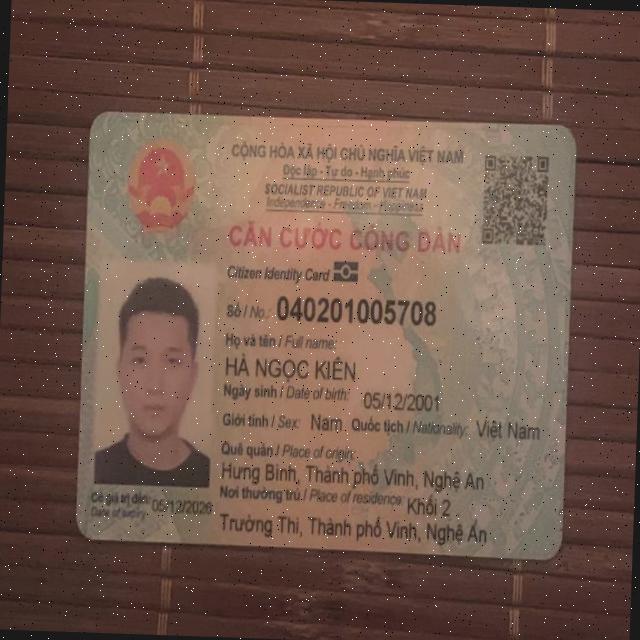 CỘNG HÒA XÃ HỘI CHỦ NGHĨA VIỆT NAM
Độc lập - Tự do - Hạnh phúc
SOCIALIST REPUBLIC OF VIET NAM
Independence - Freedom - Happiness
CĂN CƯỚC CÔNG DÂN
Citizen Identity Card
Số / No.: 040201005708
Họ và tên / Full name:
HÀ NGỌC KIÊN
Ngày sinh / Date of birth: 05/12/2001
Giới tính / Sex: Nam Quốc tịch / Nationality: Việt Nam
Quê quán / Place of origin:
Hưng Bình, Thành phố Vinh, Nghệ An
Nơi thường trú / Place of residence: Khối 2
Trường Thi, Thành phố Vinh, Nghệ An
Có giá trị đến: 05/12/2026
Date of expiry: